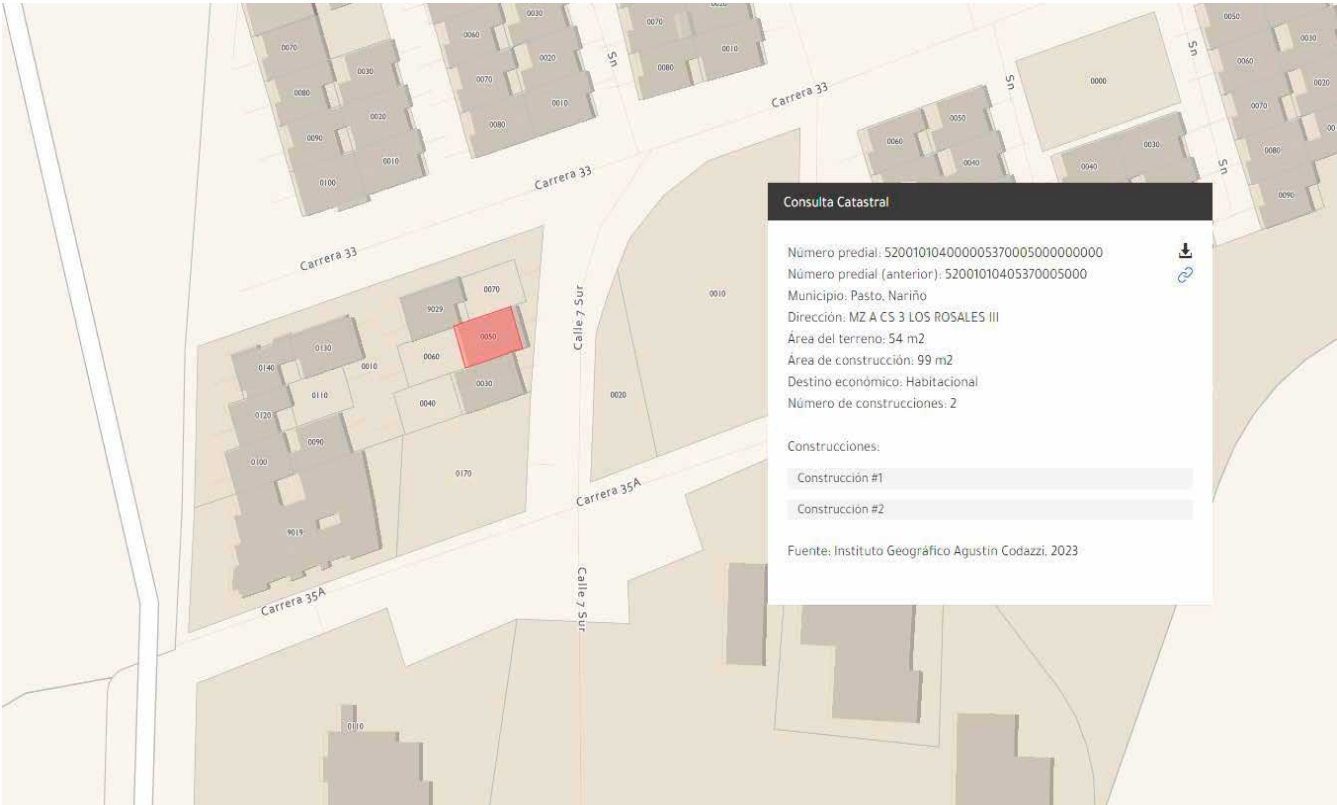 0030
0020
0050
0070
0060
0070
0010
0030
0080
0020
0060
0030
0070
0000
0020
0080
0010
0070
0090
0020
0080
0010
0100
Sn
Sn
Sn
Sn
Carrera 33
Carrera 33
Carrera 33
0050
0060
0040
0030
0040
0080
0090
Consulta Catastral
Número predial: 520010104000005370005000000000
Número predial (anterior): 52001010405370005000
Municipio: Pasto, Nariño
Dirección: MZ A CS 3 LOS ROSALES III
Área del terreno: 54 m2
Área de construcción: 99 m2
Destino económico: Habitacional
Número de construcciones: 2
Construcciones:
Construcción #1
Construcción #2
Fuente: Instituto Geográfico Agustín Codazzi, 2023
0070
9029
0050
0060
0130
0140
0010
0110
0040
0030
0120
0090
0100
0170
9019
0010
0020
Calle 7 Sur
Carrera 35A
Carrera 35A
Calle 7 Sur
0110